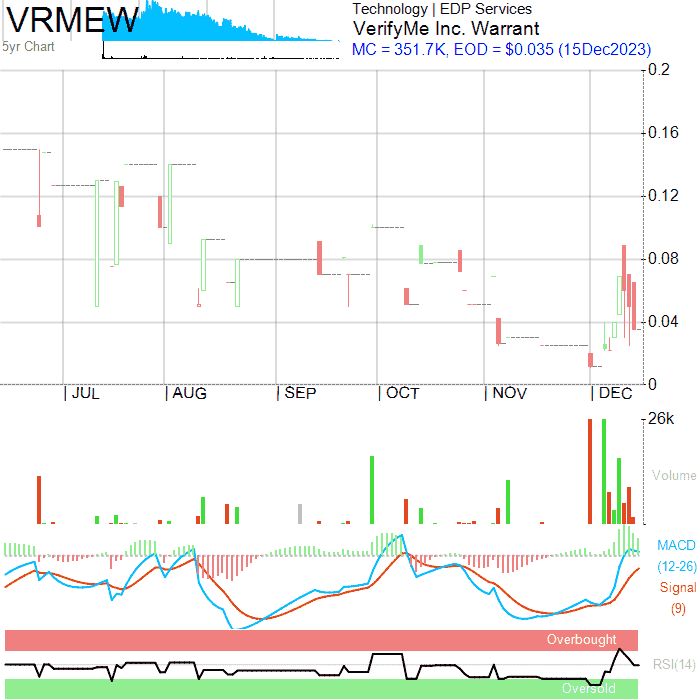 VRMEW
5yr Chart
Technology | EDP Services
VerifyMe Inc. Warrant
MC = 351.7K, EOD = $0.035 (15Dec2023)
0.2
0.16
0.12
0.08
0.04
0
| JUL | AUG | SEP | OCT | NOV | DEC
26k
Volume
MACD
(12-26)
Signal
(9)
Overbought
RSI(14)
Oversold